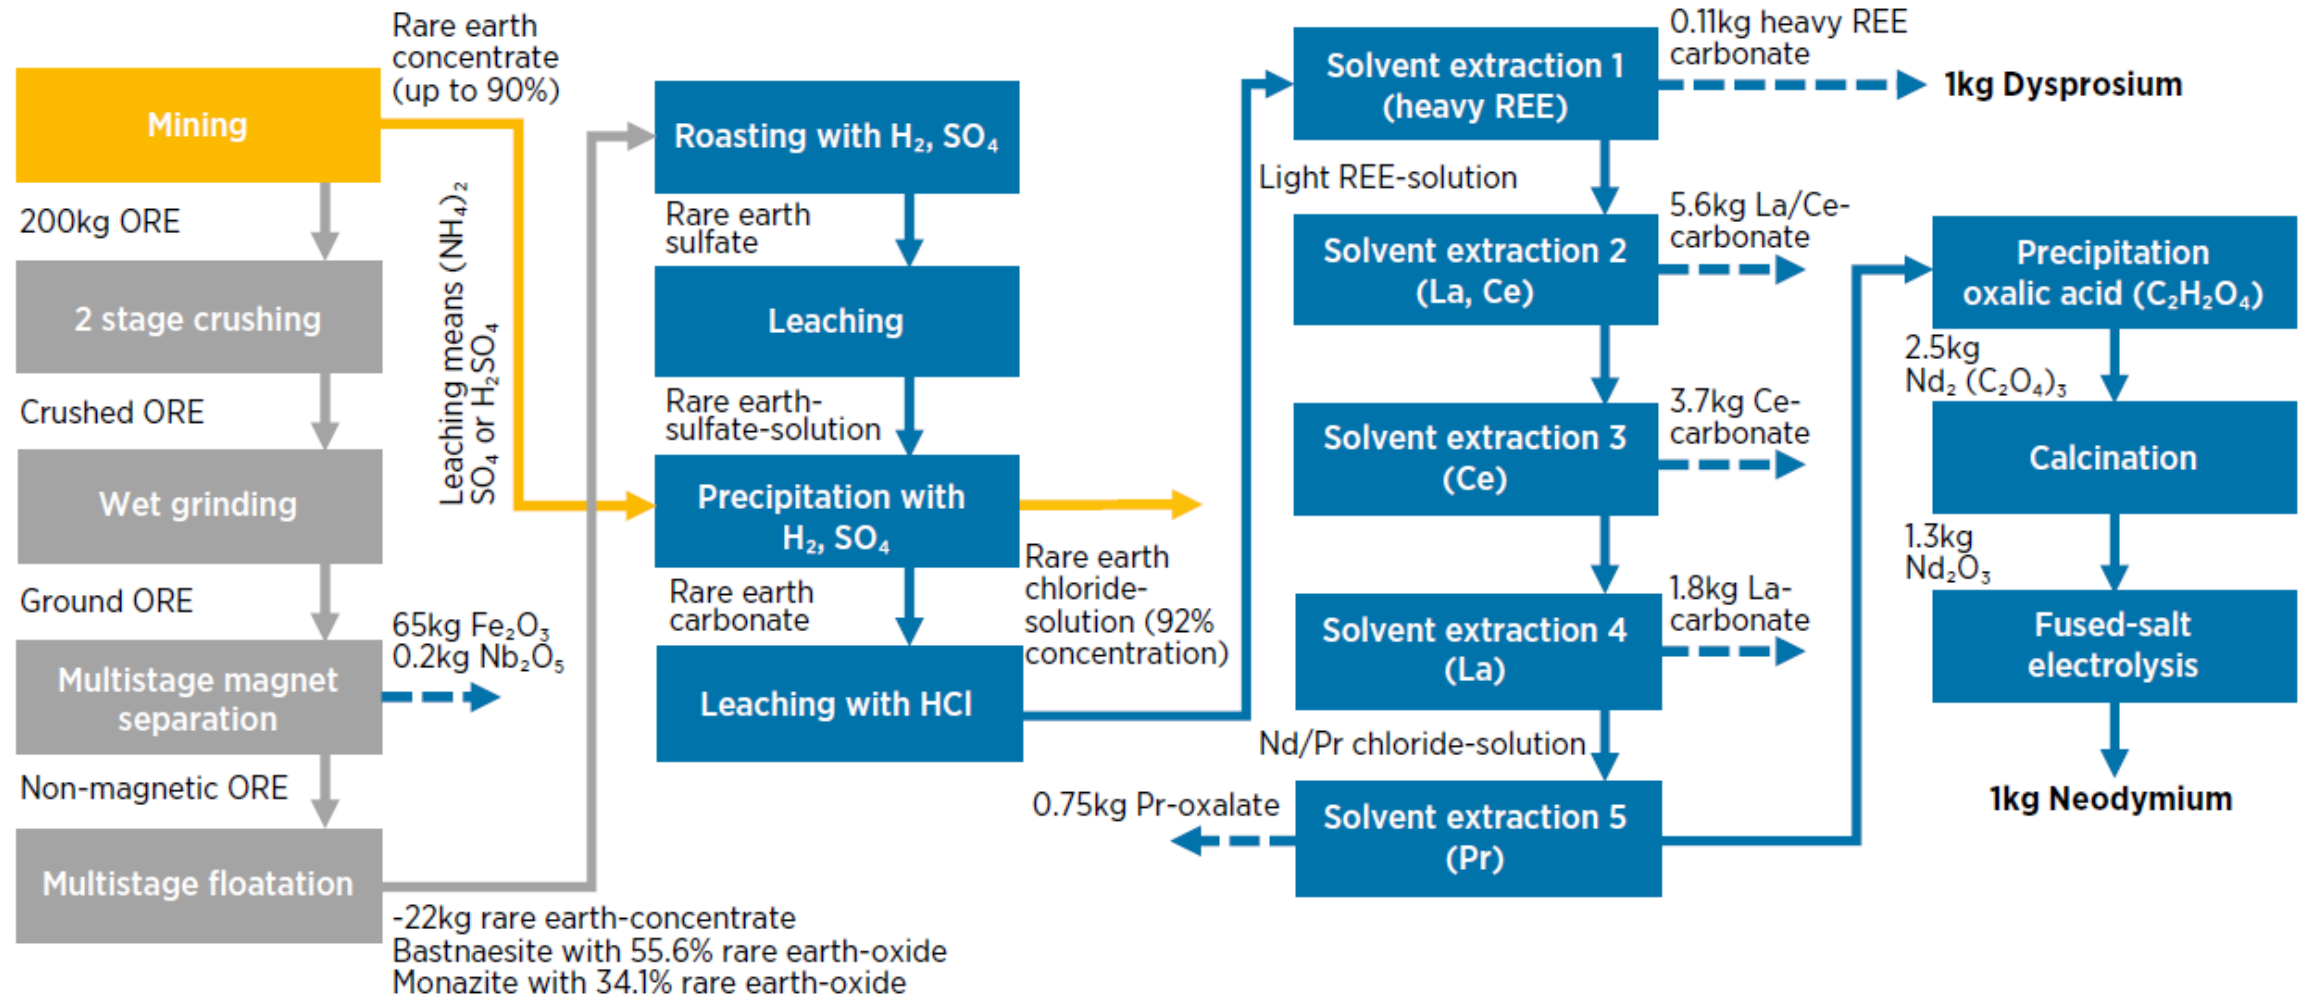 Rare earth
concentrate
(up to 90%)
Mining
200kg ORE
2 stage crushing
Crushed ORE
Wet grinding
Ground ORE
Multistage magnet
separation
65kg Fe₂O₃
0.2kg Nb₂O₅
Non-magnetic ORE
Multistage floatation
-22kg rare earth-concentrate
Bastnaesite with 55.6% rare earth-oxide
Monazite with 34.1% rare earth-oxide
Leaching means (NH₄)₂
SO₄ or H₂SO₄
Roasting with H₂, SO₄
Rare earth
sulfate
Leaching
Rare earth-
sulfate-solution
Precipitation with
H₂, SO₄
Rare earth
carbonate
Leaching with HCl
Rare earth
chloride-
solution (92%
concentration)
Solvent extraction 1
(heavy REE)
0.11kg heavy REE
carbonate
1kg Dysprosium
Light REE-solution
Solvent extraction 2
(La, Ce)
5.6kg La/Ce-
carbonate
Solvent extraction 3
(Ce)
3.7kg Ce-
carbonate
Solvent extraction 4
(La)
1.8kg La-
carbonate
Nd/Pr chloride-solution
Solvent extraction 5
(Pr)
0.75kg Pr-oxalate
Precipitation
oxalic acid (C₂H₂O₄)
2.5kg
Nd₂ (C₂O₄)₃
Calcination
1.3kg
Nd₂O₃
Fused-salt
electrolysis
1kg Neodymium